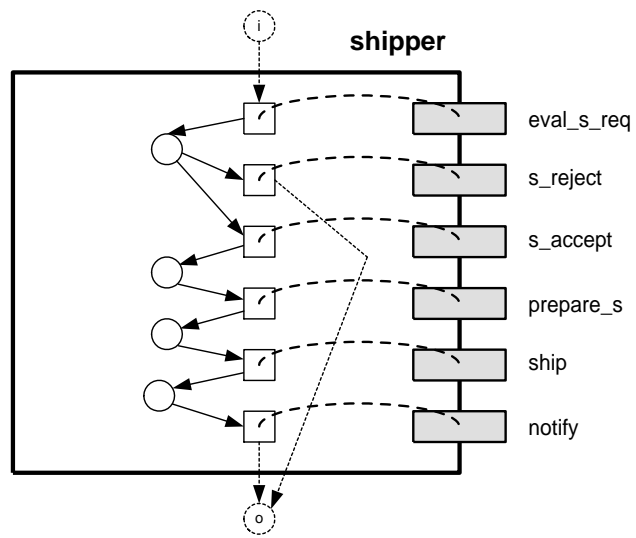 i
shipper
eval_s_req
s_reject
s_accept
prepare_s
ship
notify
o